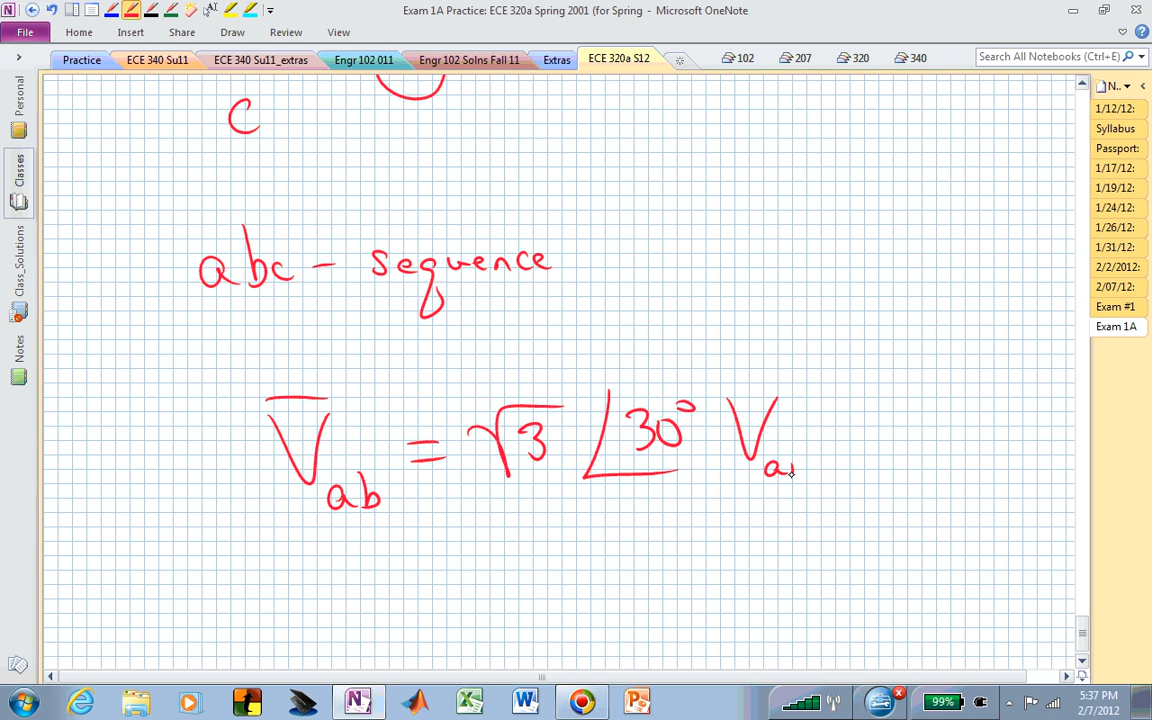 Exam 1A Practice: ECE 320a Spring 2001 (for Spring - Microsoft OneNote
File Home Insert Share Draw Review View
Practice ECE 340 Su11 ECE 340 Su11_extras Engr 102 011 Engr 102 Solns Fall 11 Extras ECE 320a S12 102 207 320 340 Search All Notebooks (Ctrl+E)
N..
Personal
Classes
Class_Solutions
Notes
1/12/12:
Syllabus
Passport:
1/17/12:
1/19/12:
1/24/12:
1/26/12:
1/31/12:
2/2/2012:
2/07/12:
Exam #1
Exam 1A
C
abc - sequence
V̅ab = √3 ∠30° Va
99%
5:37 PM
2/7/2012